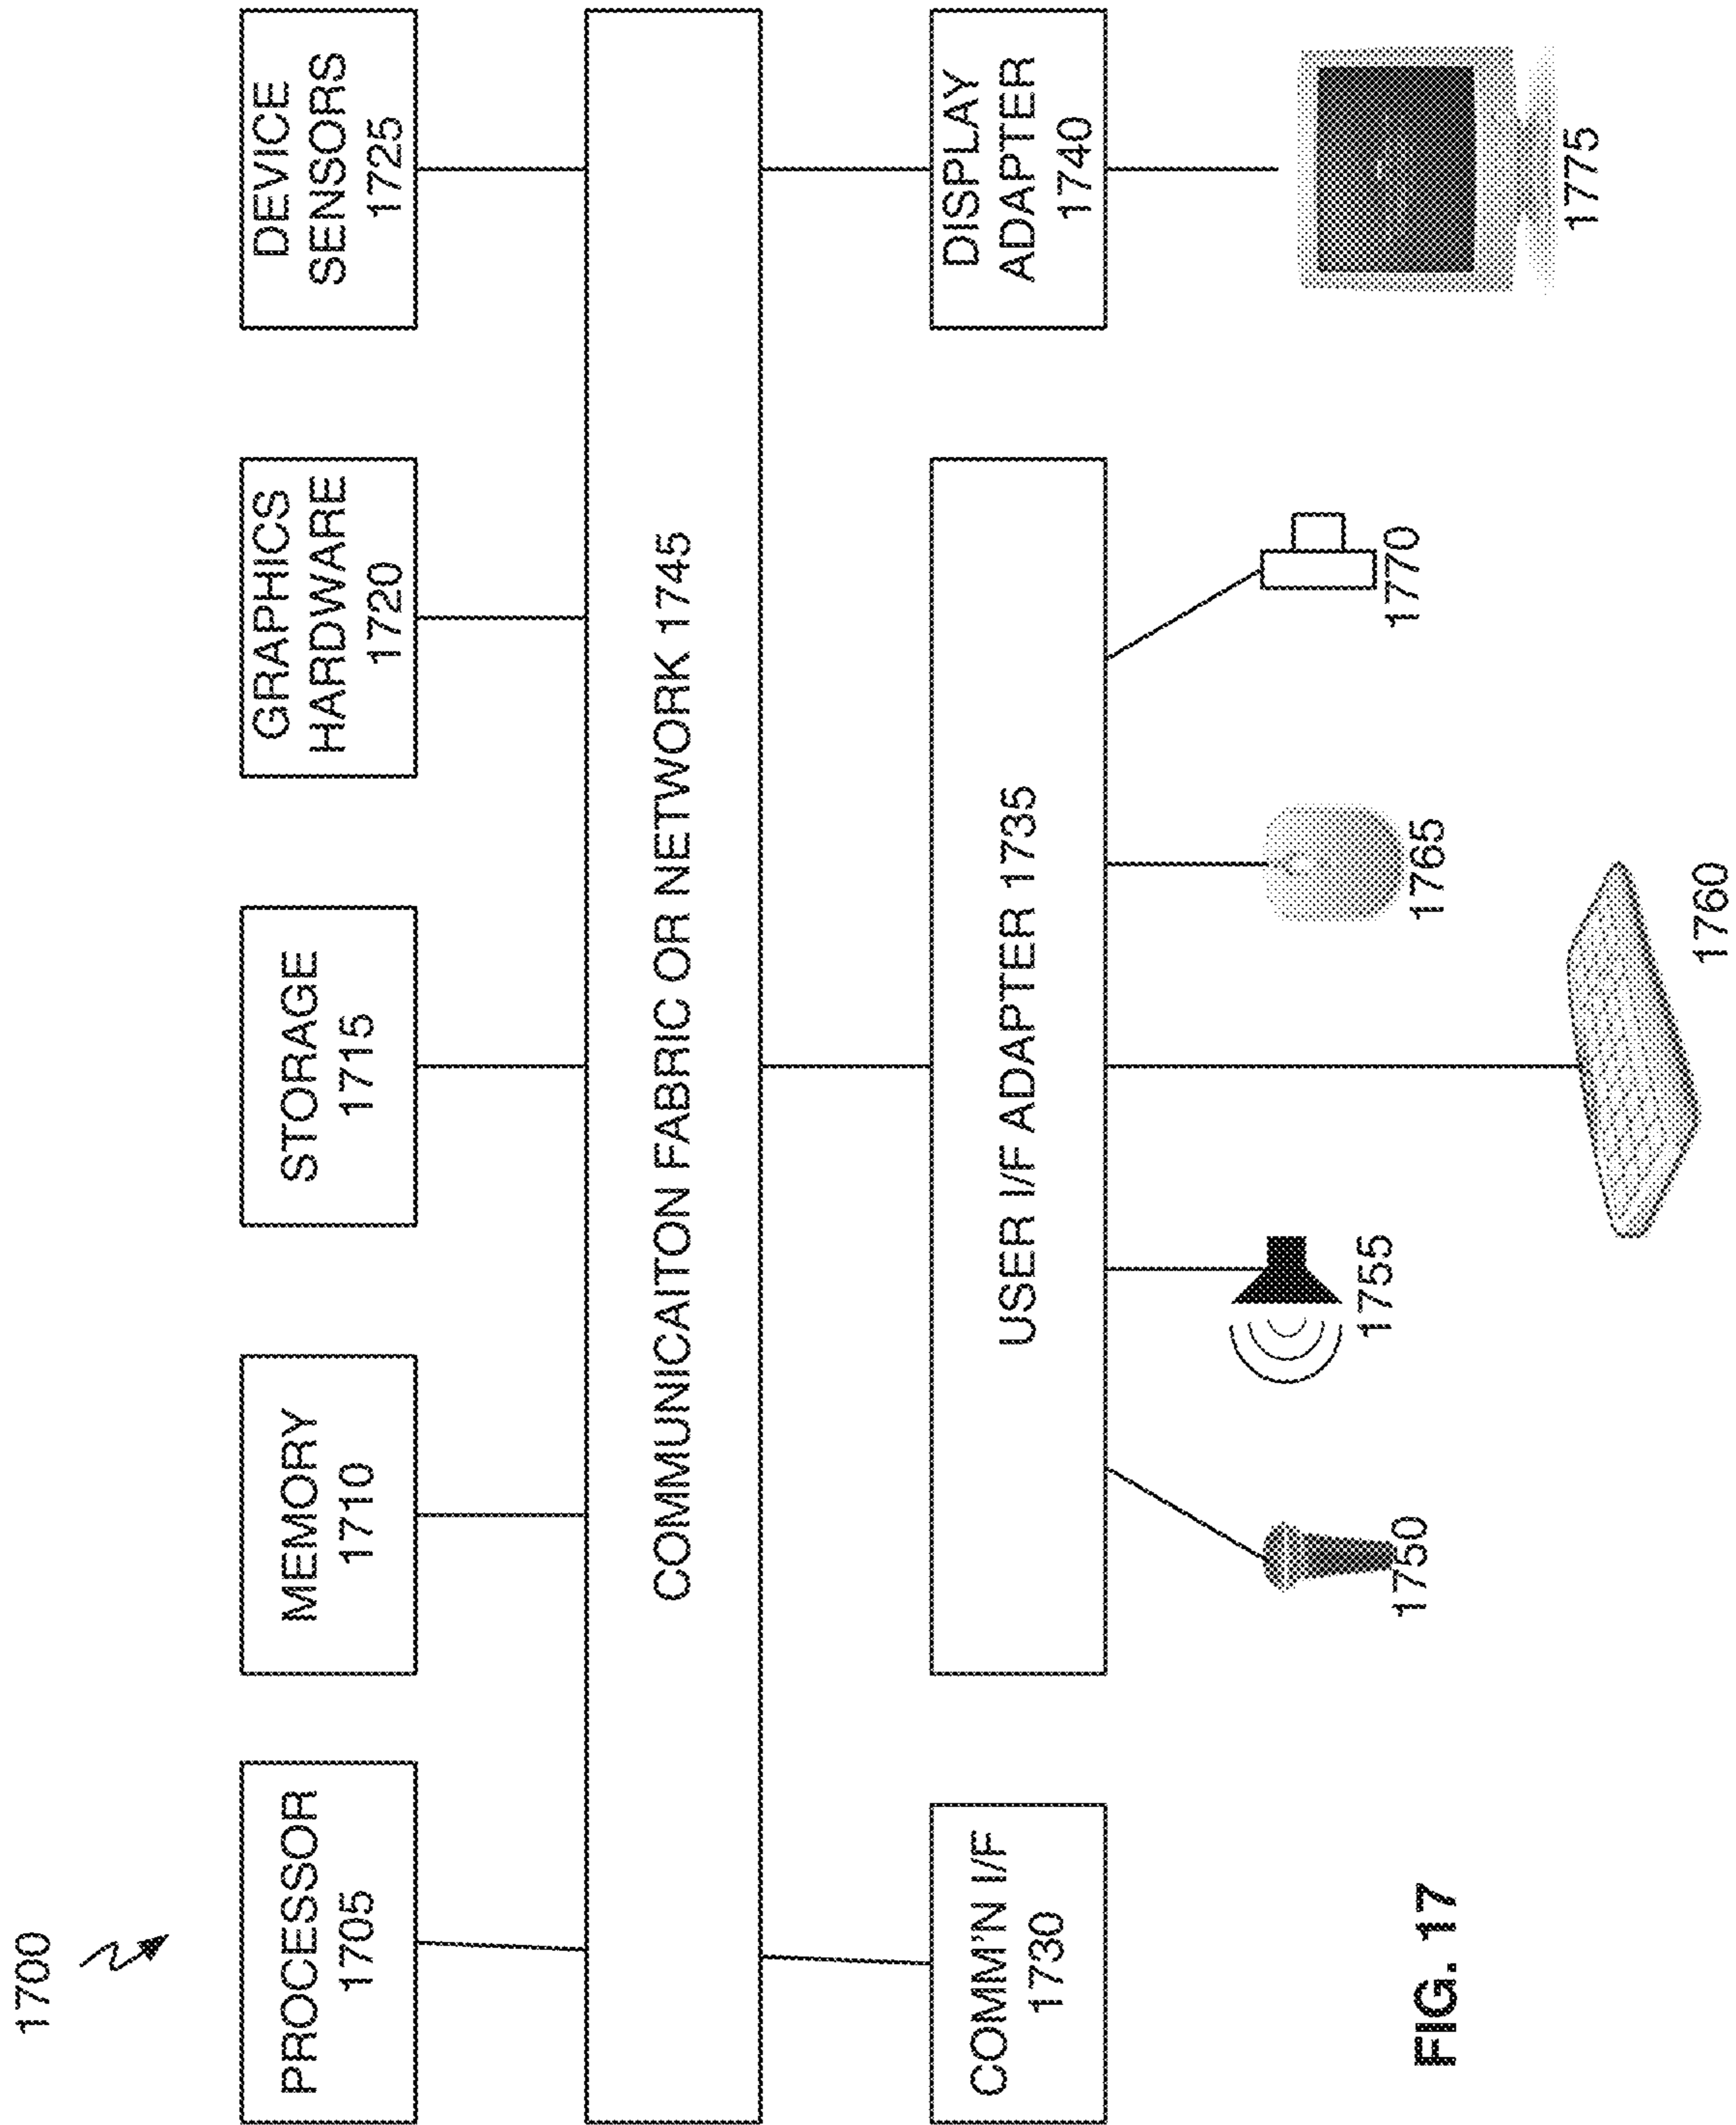 1700
PROCESSOR
1705
MEMORY
1710
STORAGE
1715
GRAPHICS
HARDWARE
1720
DEVICE
SENSORS
1725
COMMUNICAITON FABRIC OR NETWORK 1745
COMM'N I/F
1730
USER I/F ADAPTER 1735
DISPLAY
ADAPTER
1740
1750
1755
1760
1765
1770
1775
FIG. 17